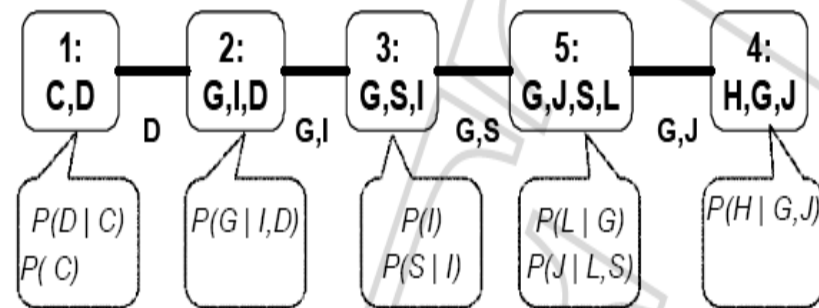 1:
C,D
2:
G,I,D
3:
G,S,I
5:
G,J,S,L
4:
H,G,J
D
G,I
G,S
G,J
P(D | C)
P( C)
P(G | I,D)
P(I)
P(S | I)
P(L | G)
P(J | L,S)
P(H | G,J)